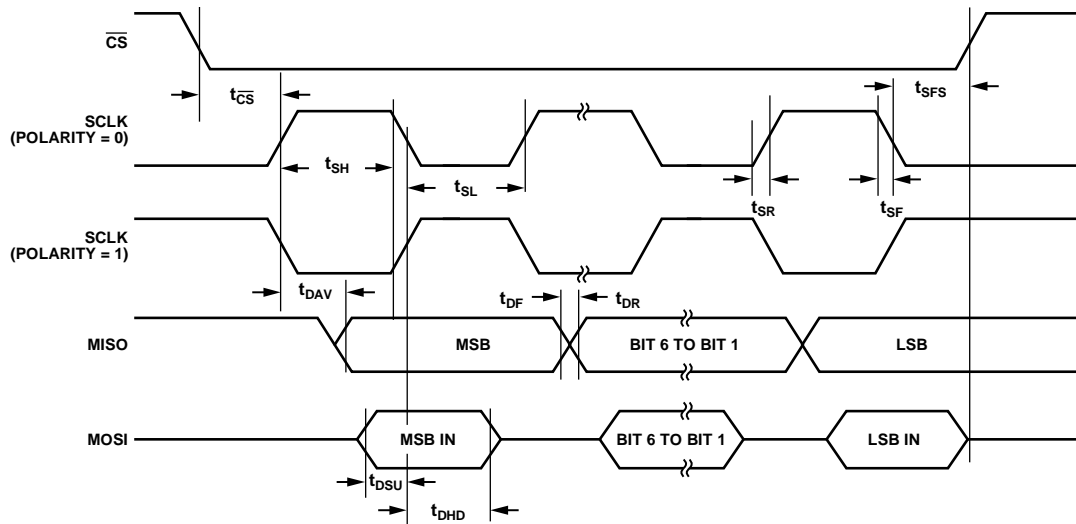 CS
tCS
tSFS
SCLK
(POLARITY = 0)
tSH
tSL
tSR
tSF
SCLK
(POLARITY = 1)
tDAV
tDF
tDR
MISO
MSB
BIT 6 TO BIT 1
LSB
MOSI
MSB IN
BIT 6 TO BIT 1
LSB IN
tDSU
tDHD